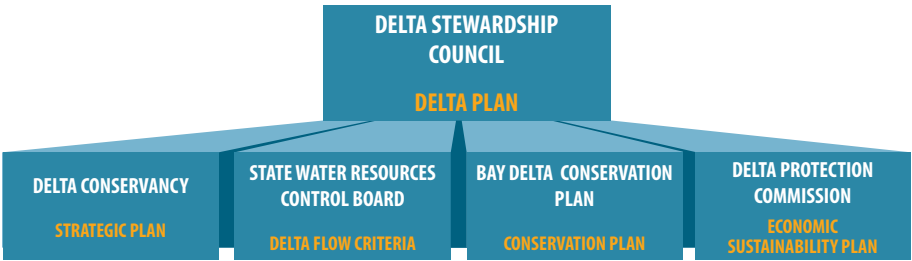 DELTA STEWARDSHIP
COUNCIL
DELTA PLAN
DELTA CONSERVANCY
STRATEGIC PLAN
STATE WATER RESOURCES
CONTROL BOARD
DELTA FLOW CRITERIA
BAY DELTA CONSERVATION
PLAN
CONSERVATION PLAN
DELTA PROTECTION
COMMISSION
ECONOMIC
SUSTAINABILITY PLAN